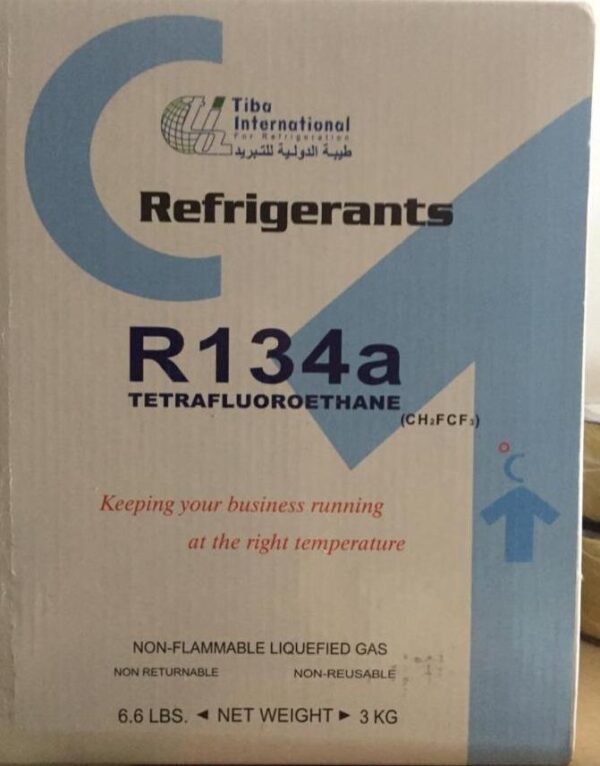 Tiba
International
For Refrigeration
طيبة الدولية للتبريد
Refrigerants
R134a
TETRAFLUOROETHANE
(CH₂FCF₃)
°C
Keeping your business running
at the right temperature
NON-FLAMMABLE LIQUEFIED GAS
NON RETURNABLE NON-REUSABLE
6.6 LBS. ◄ NET WEIGHT ► 3 KG